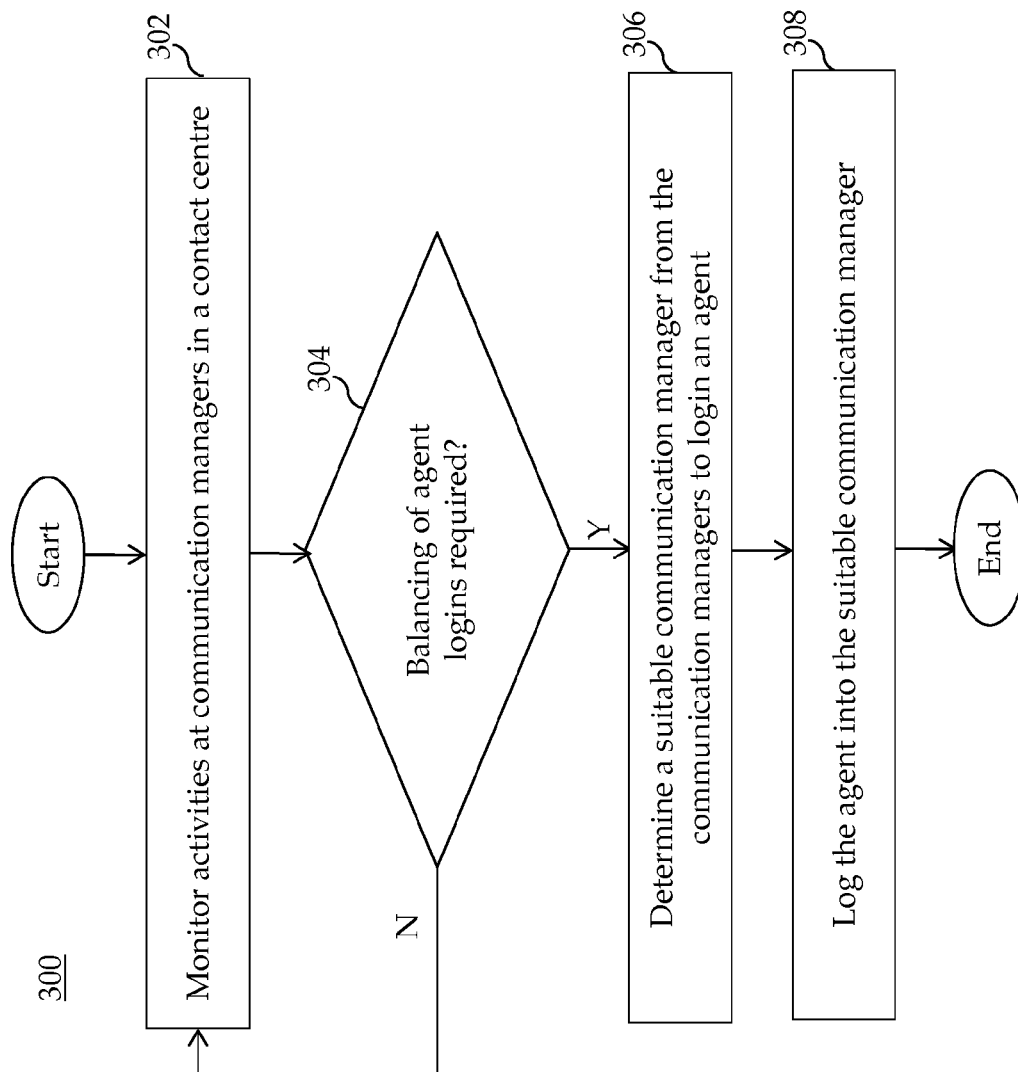 300
Start
302
Monitor activities at communication managers in a contact centre
304
Balancing of agent
logins required?
N
Y
306
Determine a suitable communication manager from the
communication managers to login an agent
308
Log the agent into the suitable communication manager
End